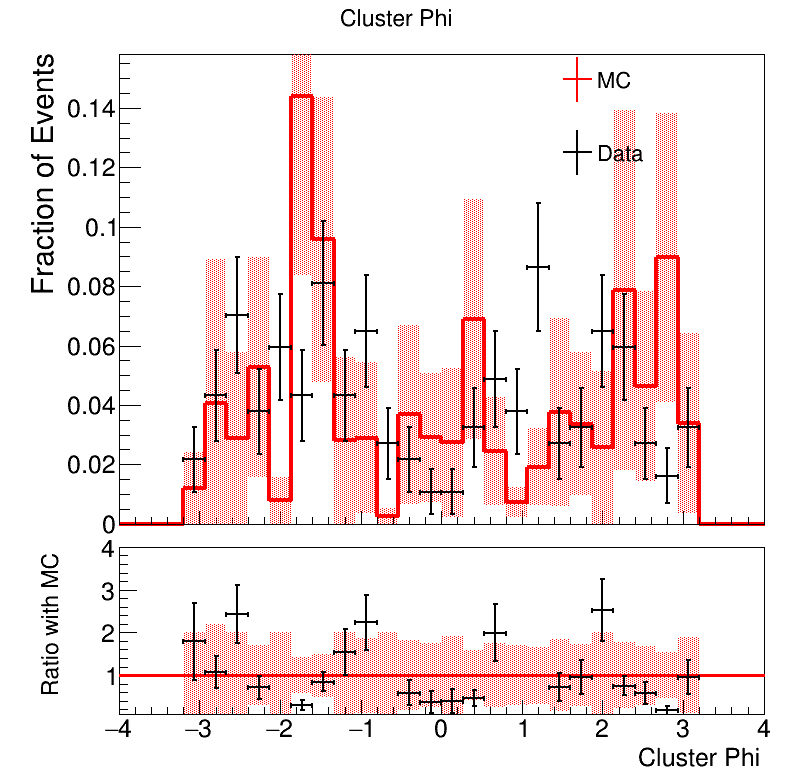 Cluster Phi
Fraction of Events
0.14
0.12
0.1
0.08
0.06
0.04
0.02
0
MC
Data
Ratio with MC
4
3
2
1
−4 −3 −2 −1 0 1 2 3 4
Cluster Phi